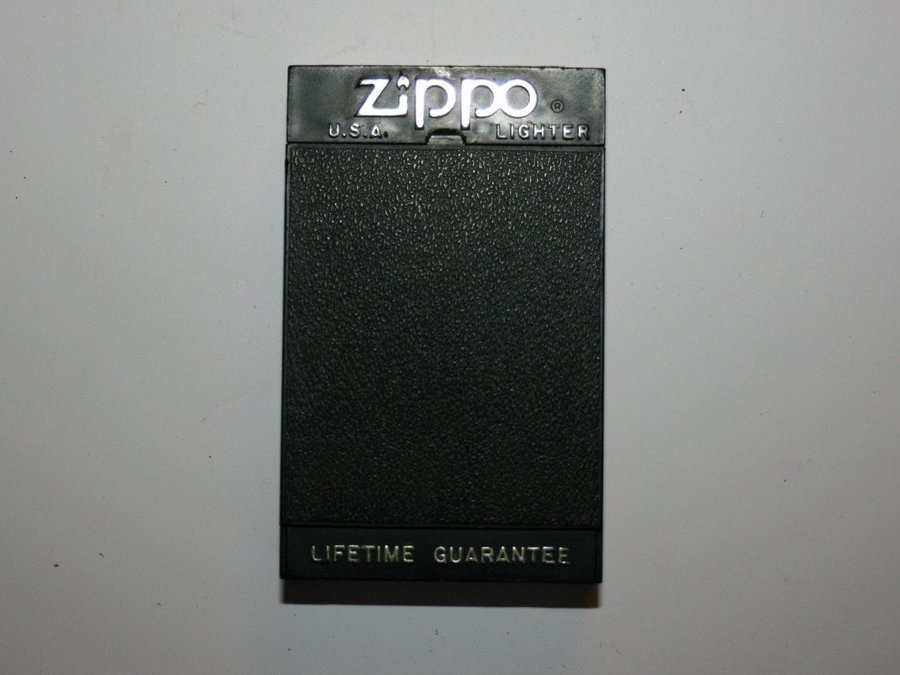 Zippo ®
U.S.A. LIGHTER
LIFETIME GUARANTEE